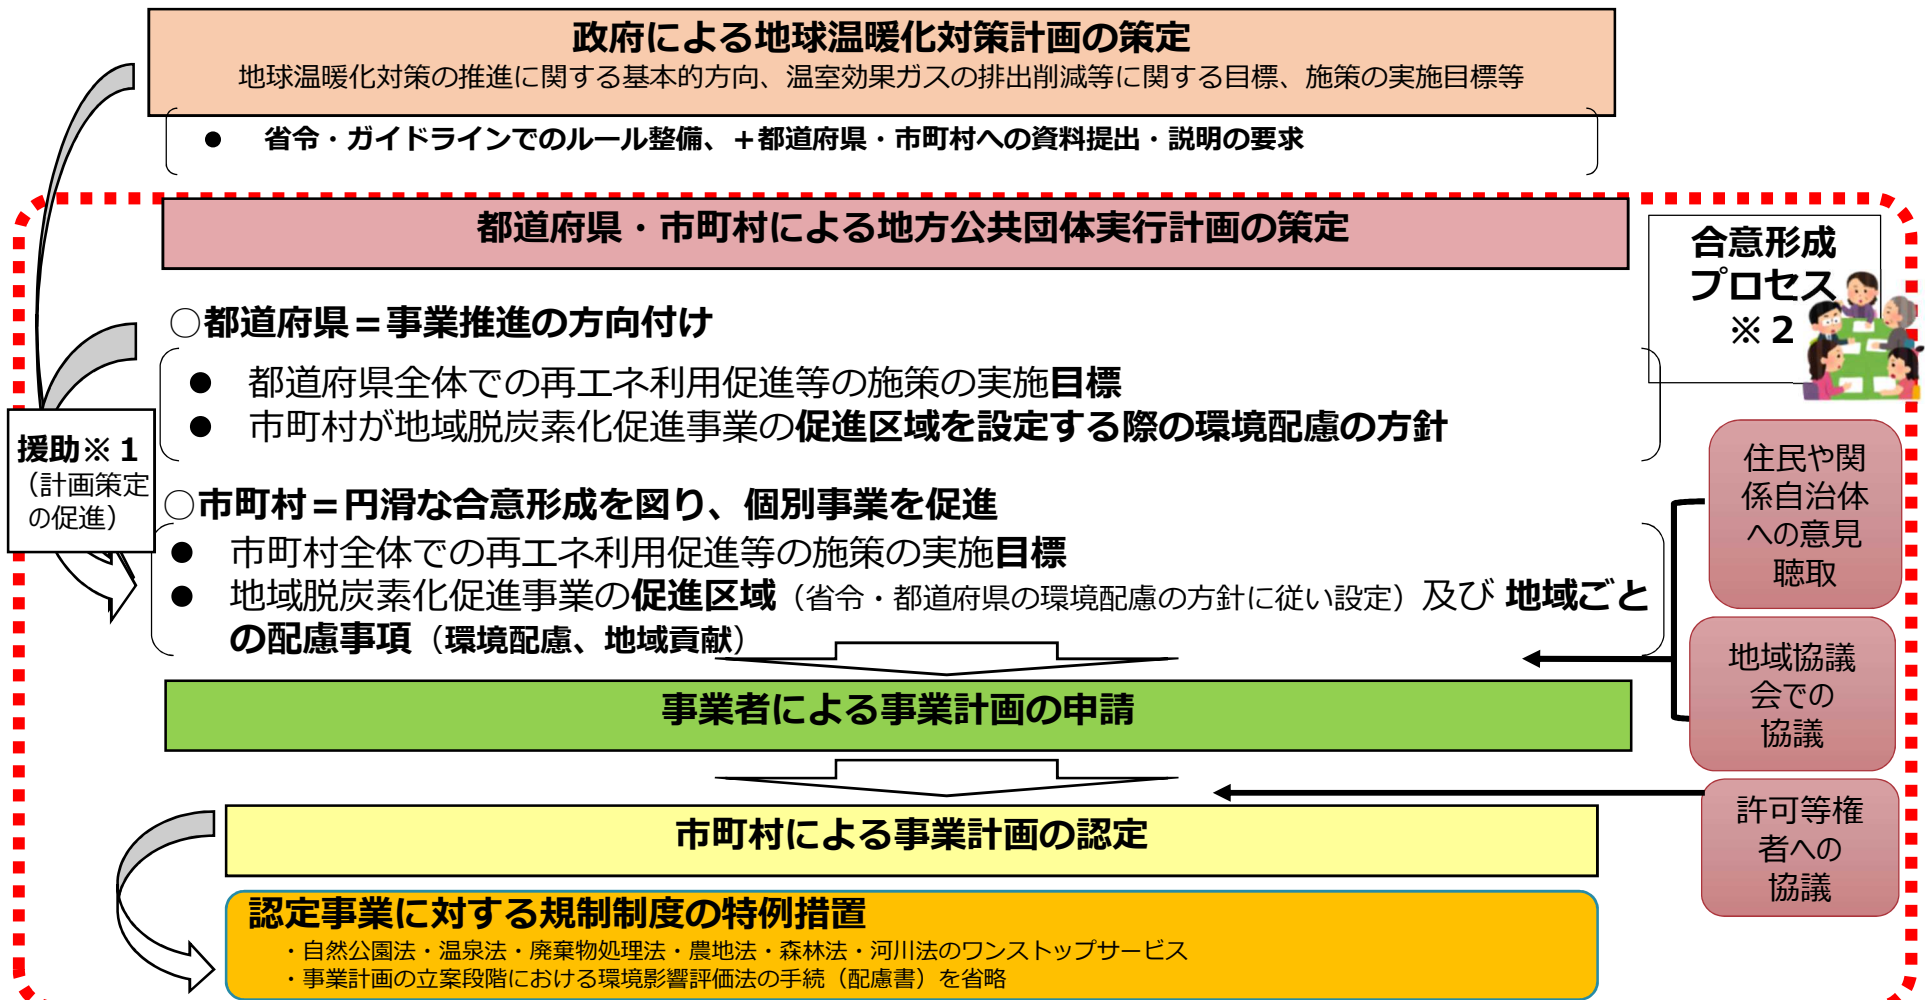 政府による地球温暖化対策計画の策定
地球温暖化対策の推進に関する基本的方向、温室効果ガスの排出削減等に関する目標、施策の実施目標等
● 省令・ガイドラインでのルール整備、＋都道府県・市町村への資料提出・説明の要求
都道府県・市町村による地方公共団体実行計画の策定
合意形成
プロセス
※２
○都道府県＝事業推進の方向付け
● 都道府県全体での再エネ利用促進等の施策の実施目標
● 市町村が地域脱炭素化促進事業の促進区域を設定する際の環境配慮の方針
援助※１
（計画策定
の促進）
○市町村＝円滑な合意形成を図り、個別事業を促進
● 市町村全体での再エネ利用促進等の施策の実施目標
● 地域脱炭素化促進事業の促進区域（省令・都道府県の環境配慮の方針に従い設定）及び 地域ごと
の配慮事項（環境配慮、地域貢献）
住民や関
係自治体
への意見
聴取
地域協議
会での
協議
事業者による事業計画の申請
許可等権
者への
協議
市町村による事業計画の認定
認定事業に対する規制制度の特例措置
・自然公園法・温泉法・廃棄物処理法・農地法・森林法・河川法のワンストップサービス
・事業計画の立案段階における環境影響評価法の手続（配慮書）を省略